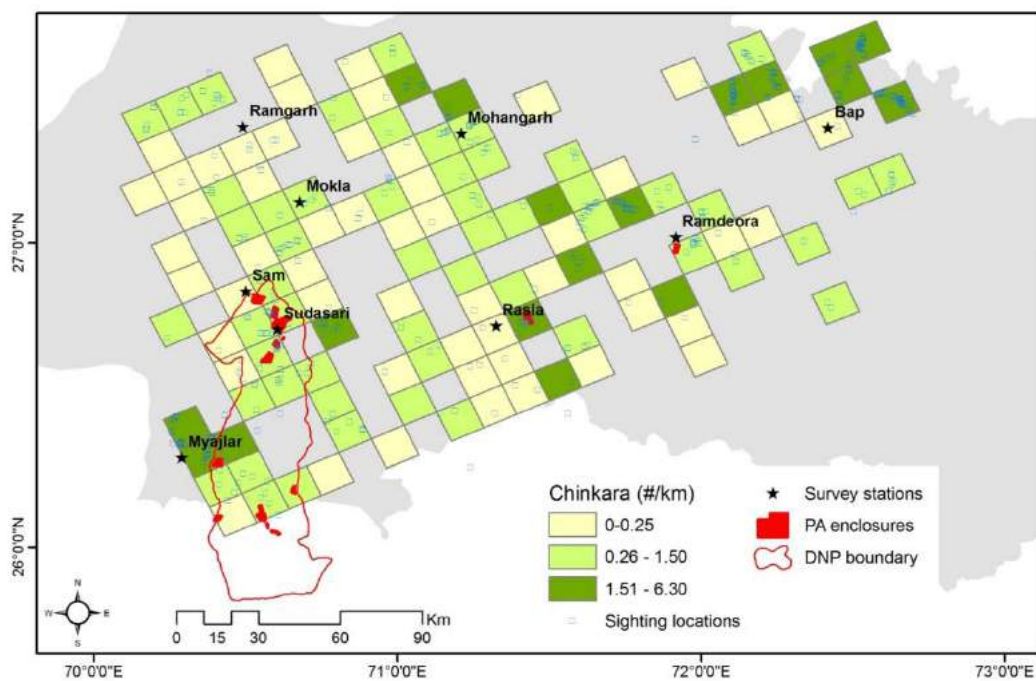 Ramgarh
Mohangarh
Bap
Mokla
Ramdeora
Sam
Sudasari
Rasla
Myajlar
27°0'0"N
26°0'0"N
Chinkara (#/km)
0-0.25
0.26 - 1.50
1.51 - 6.30
Sighting locations
Survey stations
PA enclosures
DNP boundary
N
W E
S
Km
0 15 30 60 90
70°0'0"E 71°0'0"E 72°0'0"E 73°0'0"E